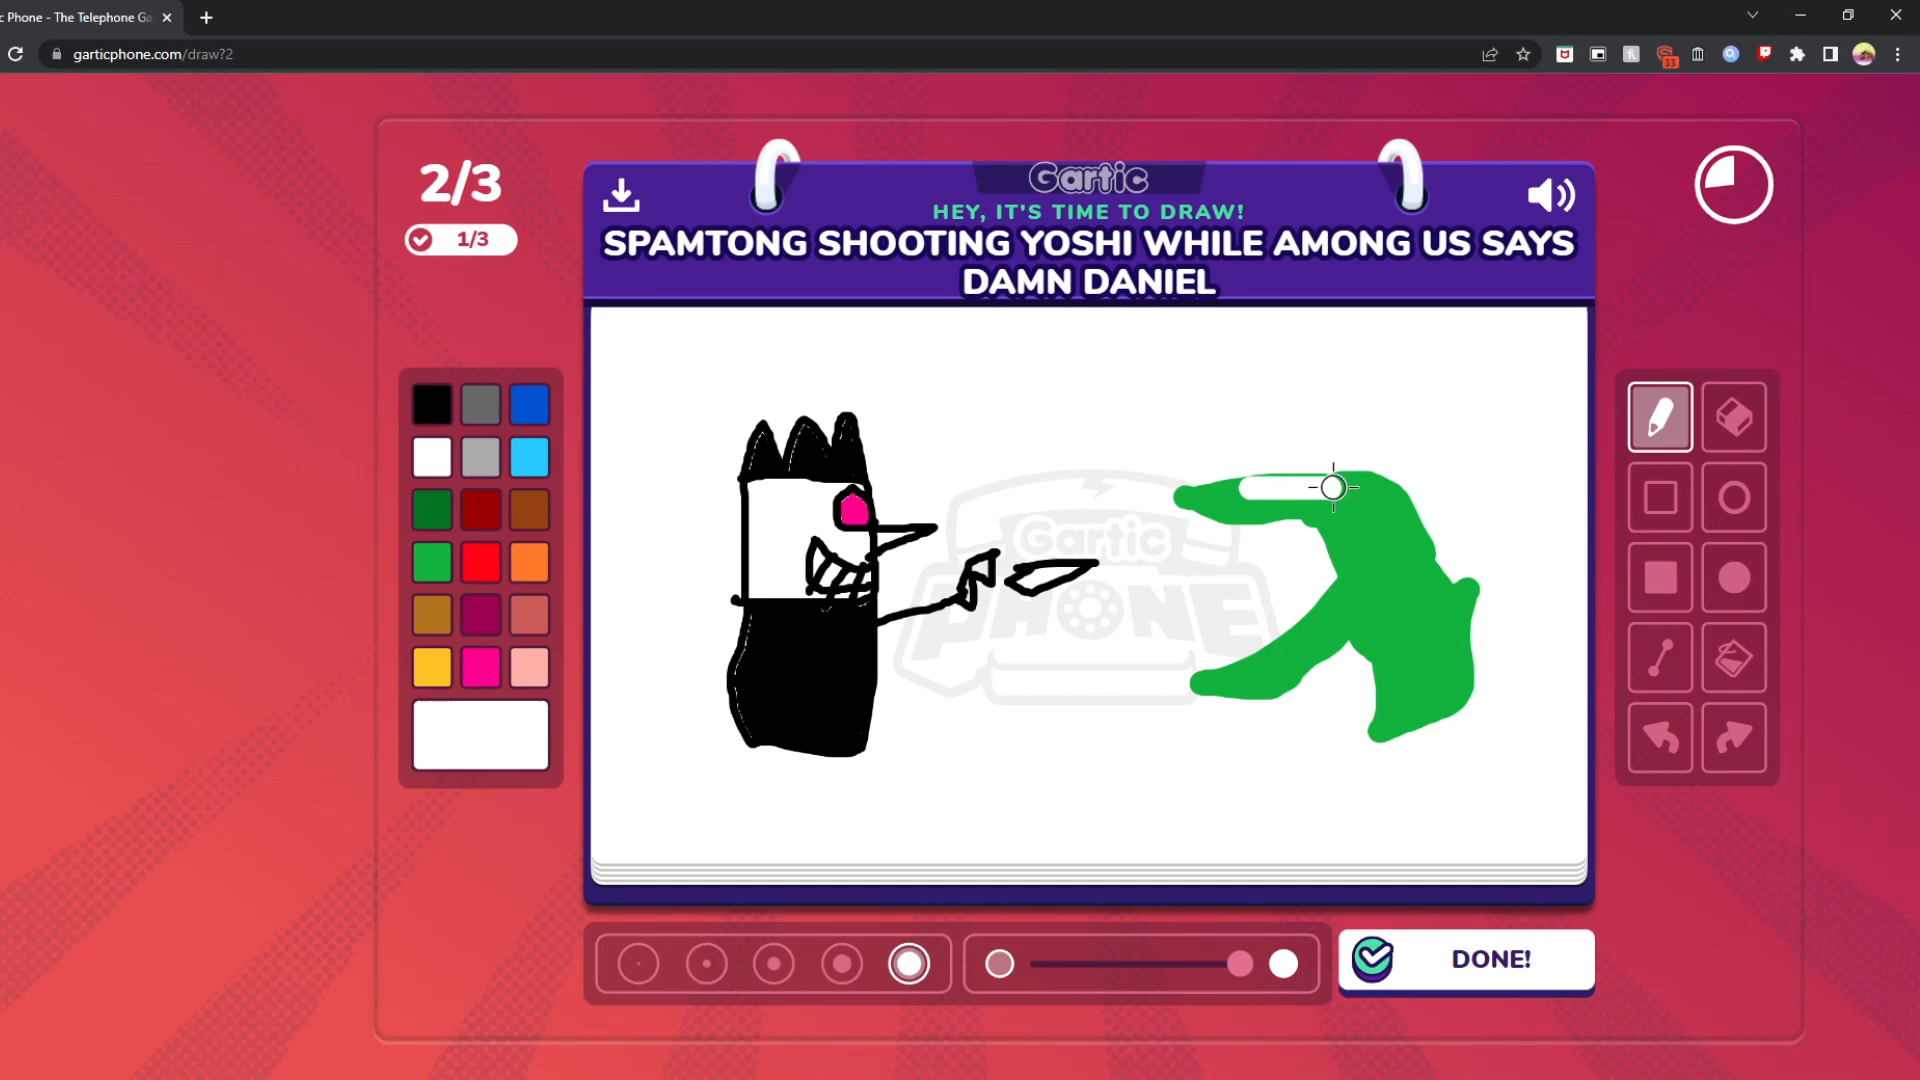 c Phone - The Telephone Ga
garticphone.com/draw?2
33
2/3
1/3
Gartic
HEY, IT'S TIME TO DRAW!
SPAMTONG SHOOTING YOSHI WHILE AMONG US SAYS
DAMN DANIEL
Gartic
PHONE
DONE!